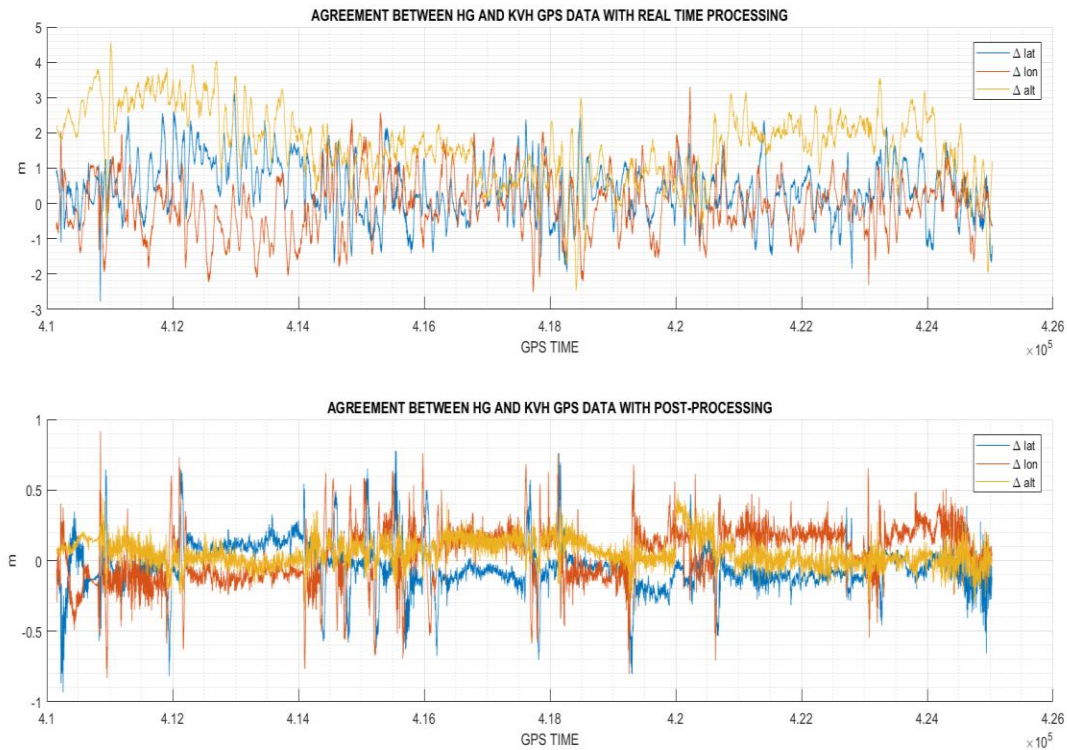 AGREEMENT BETWEEN HG AND KVH GPS DATA WITH REAL TIME PROCESSING
5
4
3
2
1
0
-1
-2
-3
m
Δ lat
Δ lon
Δ alt
4.1 4.12 4.14 4.16 4.18 4.2 4.22 4.24 4.26
GPS TIME
×10^5
AGREEMENT BETWEEN HG AND KVH GPS DATA WITH POST-PROCESSING
1
0.5
0
-0.5
-1
m
Δ lat
Δ lon
Δ alt
4.1 4.12 4.14 4.16 4.18 4.2 4.22 4.24 4.26
GPS TIME
×10^5